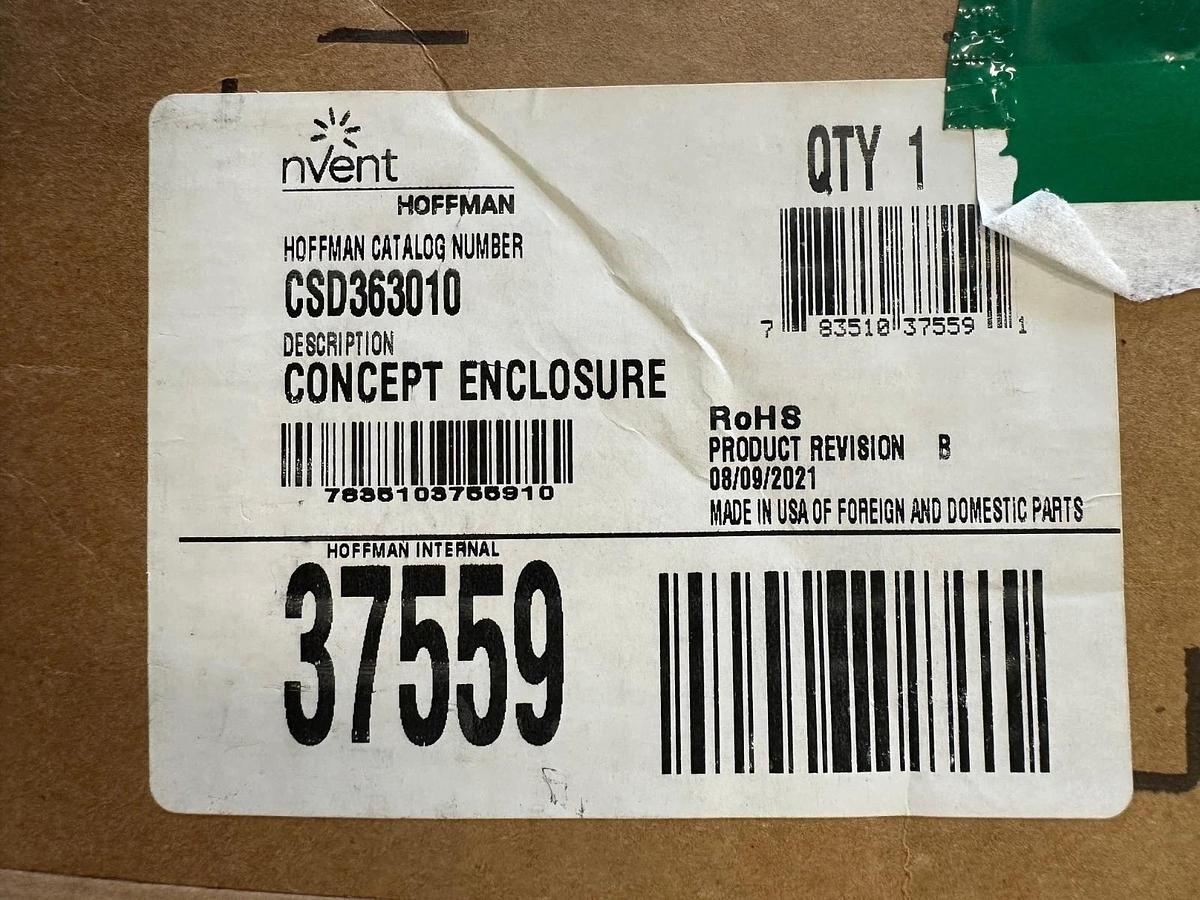 nVent
HOFFMAN
HOFFMAN CATALOG NUMBER
CSD363010
DESCRIPTION
CONCEPT ENCLOSURE
7835103755910
QTY 1
7 83510 37559 1
RoHS
PRODUCT REVISION B
08/09/2021
MADE IN USA OF FOREIGN AND DOMESTIC PARTS
HOFFMAN INTERNAL
37559